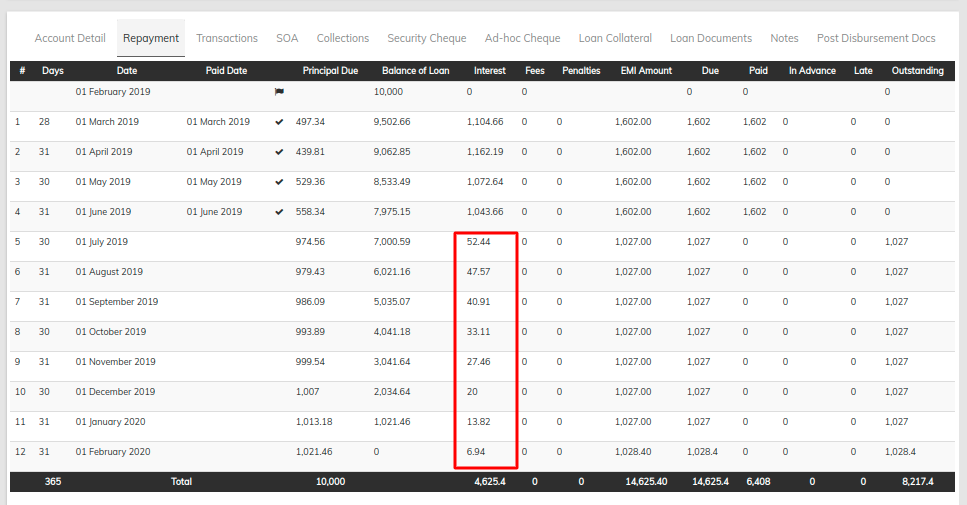 Account Detail Repayment Transactions SOA Collections Security Cheque Ad-hoc Cheque Loan Collateral Loan Documents Notes Post Disbursement Docs
# Days Date Paid Date Principal Due Balance of Loan Interest Fees Penalties EMI Amount Due Paid In Advance Late Outstanding
01 February 2019 10,000 0 0 0 0 0
1 28 01 March 2019 01 March 2019 ✔ 497.34 9,502.66 1,104.66 0 0 1,602.00 1,602 1,602 0 0 0
2 31 01 April 2019 01 April 2019 ✔ 439.81 9,062.85 1,162.19 0 0 1,602.00 1,602 1,602 0 0 0
3 30 01 May 2019 01 May 2019 ✔ 529.36 8,533.49 1,072.64 0 0 1,602.00 1,602 1,602 0 0 0
4 31 01 June 2019 01 June 2019 ✔ 558.34 7,975.15 1,043.66 0 0 1,602.00 1,602 1,602 0 0 0
5 30 01 July 2019 974.56 7,000.59 52.44 0 0 1,027.00 1,027 0 0 1,027
6 31 01 August 2019 979.43 6,021.16 47.57 0 0 1,027.00 1,027 0 0 1,027
7 31 01 September 2019 986.09 5,035.07 40.91 0 0 1,027.00 1,027 0 0 1,027
8 30 01 October 2019 993.89 4,041.18 33.11 0 0 1,027.00 1,027 0 0 1,027
9 31 01 November 2019 999.54 3,041.64 27.46 0 0 1,027.00 1,027 0 0 1,027
10 30 01 December 2019 1,007 2,034.64 20 0 0 1,027.00 1,027 0 0 1,027
11 31 01 January 2020 1,013.18 1,021.46 13.82 0 0 1,027.00 1,027 0 0 1,027
12 31 01 February 2020 1,021.46 0 6.94 0 0 1,028.40 1,028.4 0 0 1,028.4
365 Total 10,000 4,625.4 0 0 14,625.40 14,625.4 6,408 0 0 8,217.4